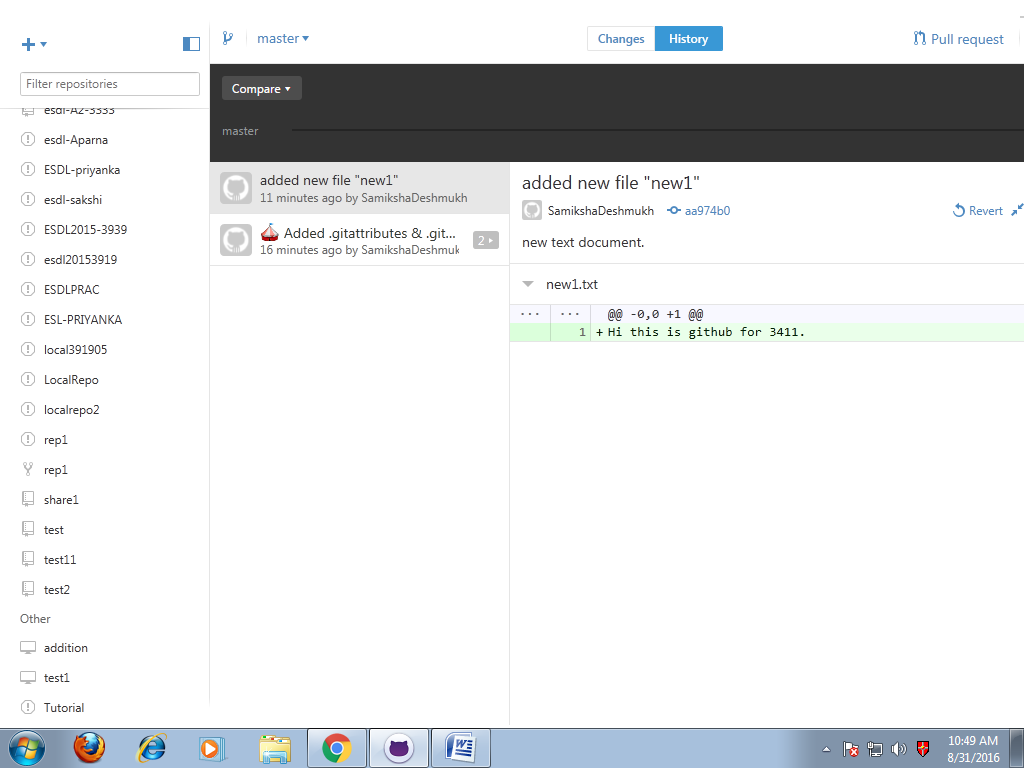 master
Changes
History
Pull request
Filter repositories
esdl-A2-3333
esdl-Aparna
ESDL-priyanka
esdl-sakshi
ESDL2015-3939
esdl20153919
ESDLPRAC
ESL-PRIYANKA
local391905
LocalRepo
localrepo2
rep1
rep1
share1
test
test11
test2
Other
addition
test1
Tutorial
Compare
master
added new file "new1"
11 minutes ago by SamikshaDeshmukh
Added .gitattributes & .git...
16 minutes ago by SamikshaDeshmuk
2
added new file "new1"
SamikshaDeshmukh aa974b0 Revert
new text document.
new1.txt
... ... @@ -0,0 +1 @@
1 +Hi this is github for 3411.
10:49 AM
8/31/2016